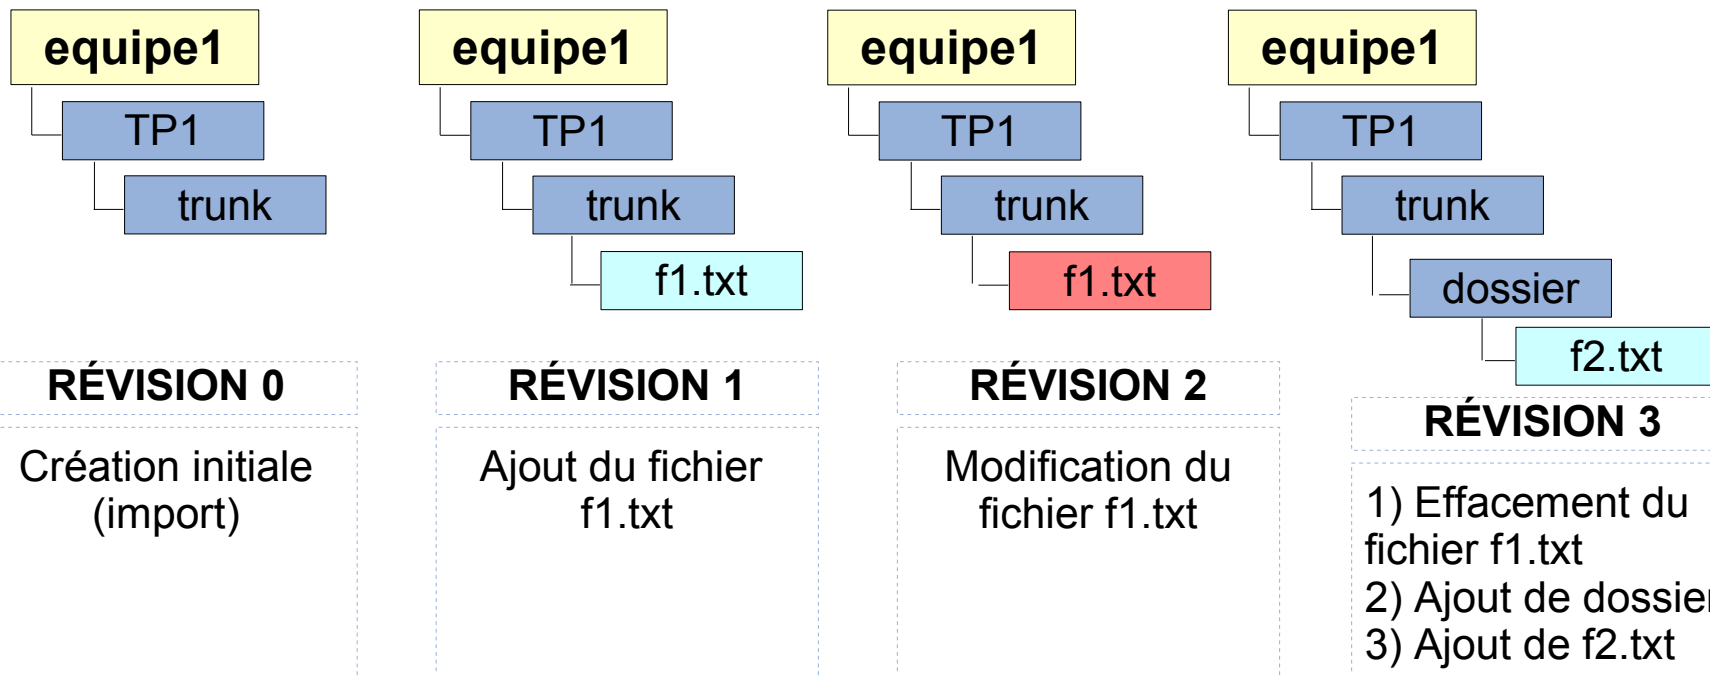 equipe1
TP1
trunk
RÉVISION 0
Création initiale
(import)
equipe1
TP1
trunk
f1.txt
RÉVISION 1
Ajout du fichier
f1.txt
equipe1
TP1
trunk
f1.txt
RÉVISION 2
Modification du
fichier f1.txt
equipe1
TP1
trunk
dossier
f2.txt
RÉVISION 3
1) Effacement du
fichier f1.txt
2) Ajout de dossier
3) Ajout de f2.txt